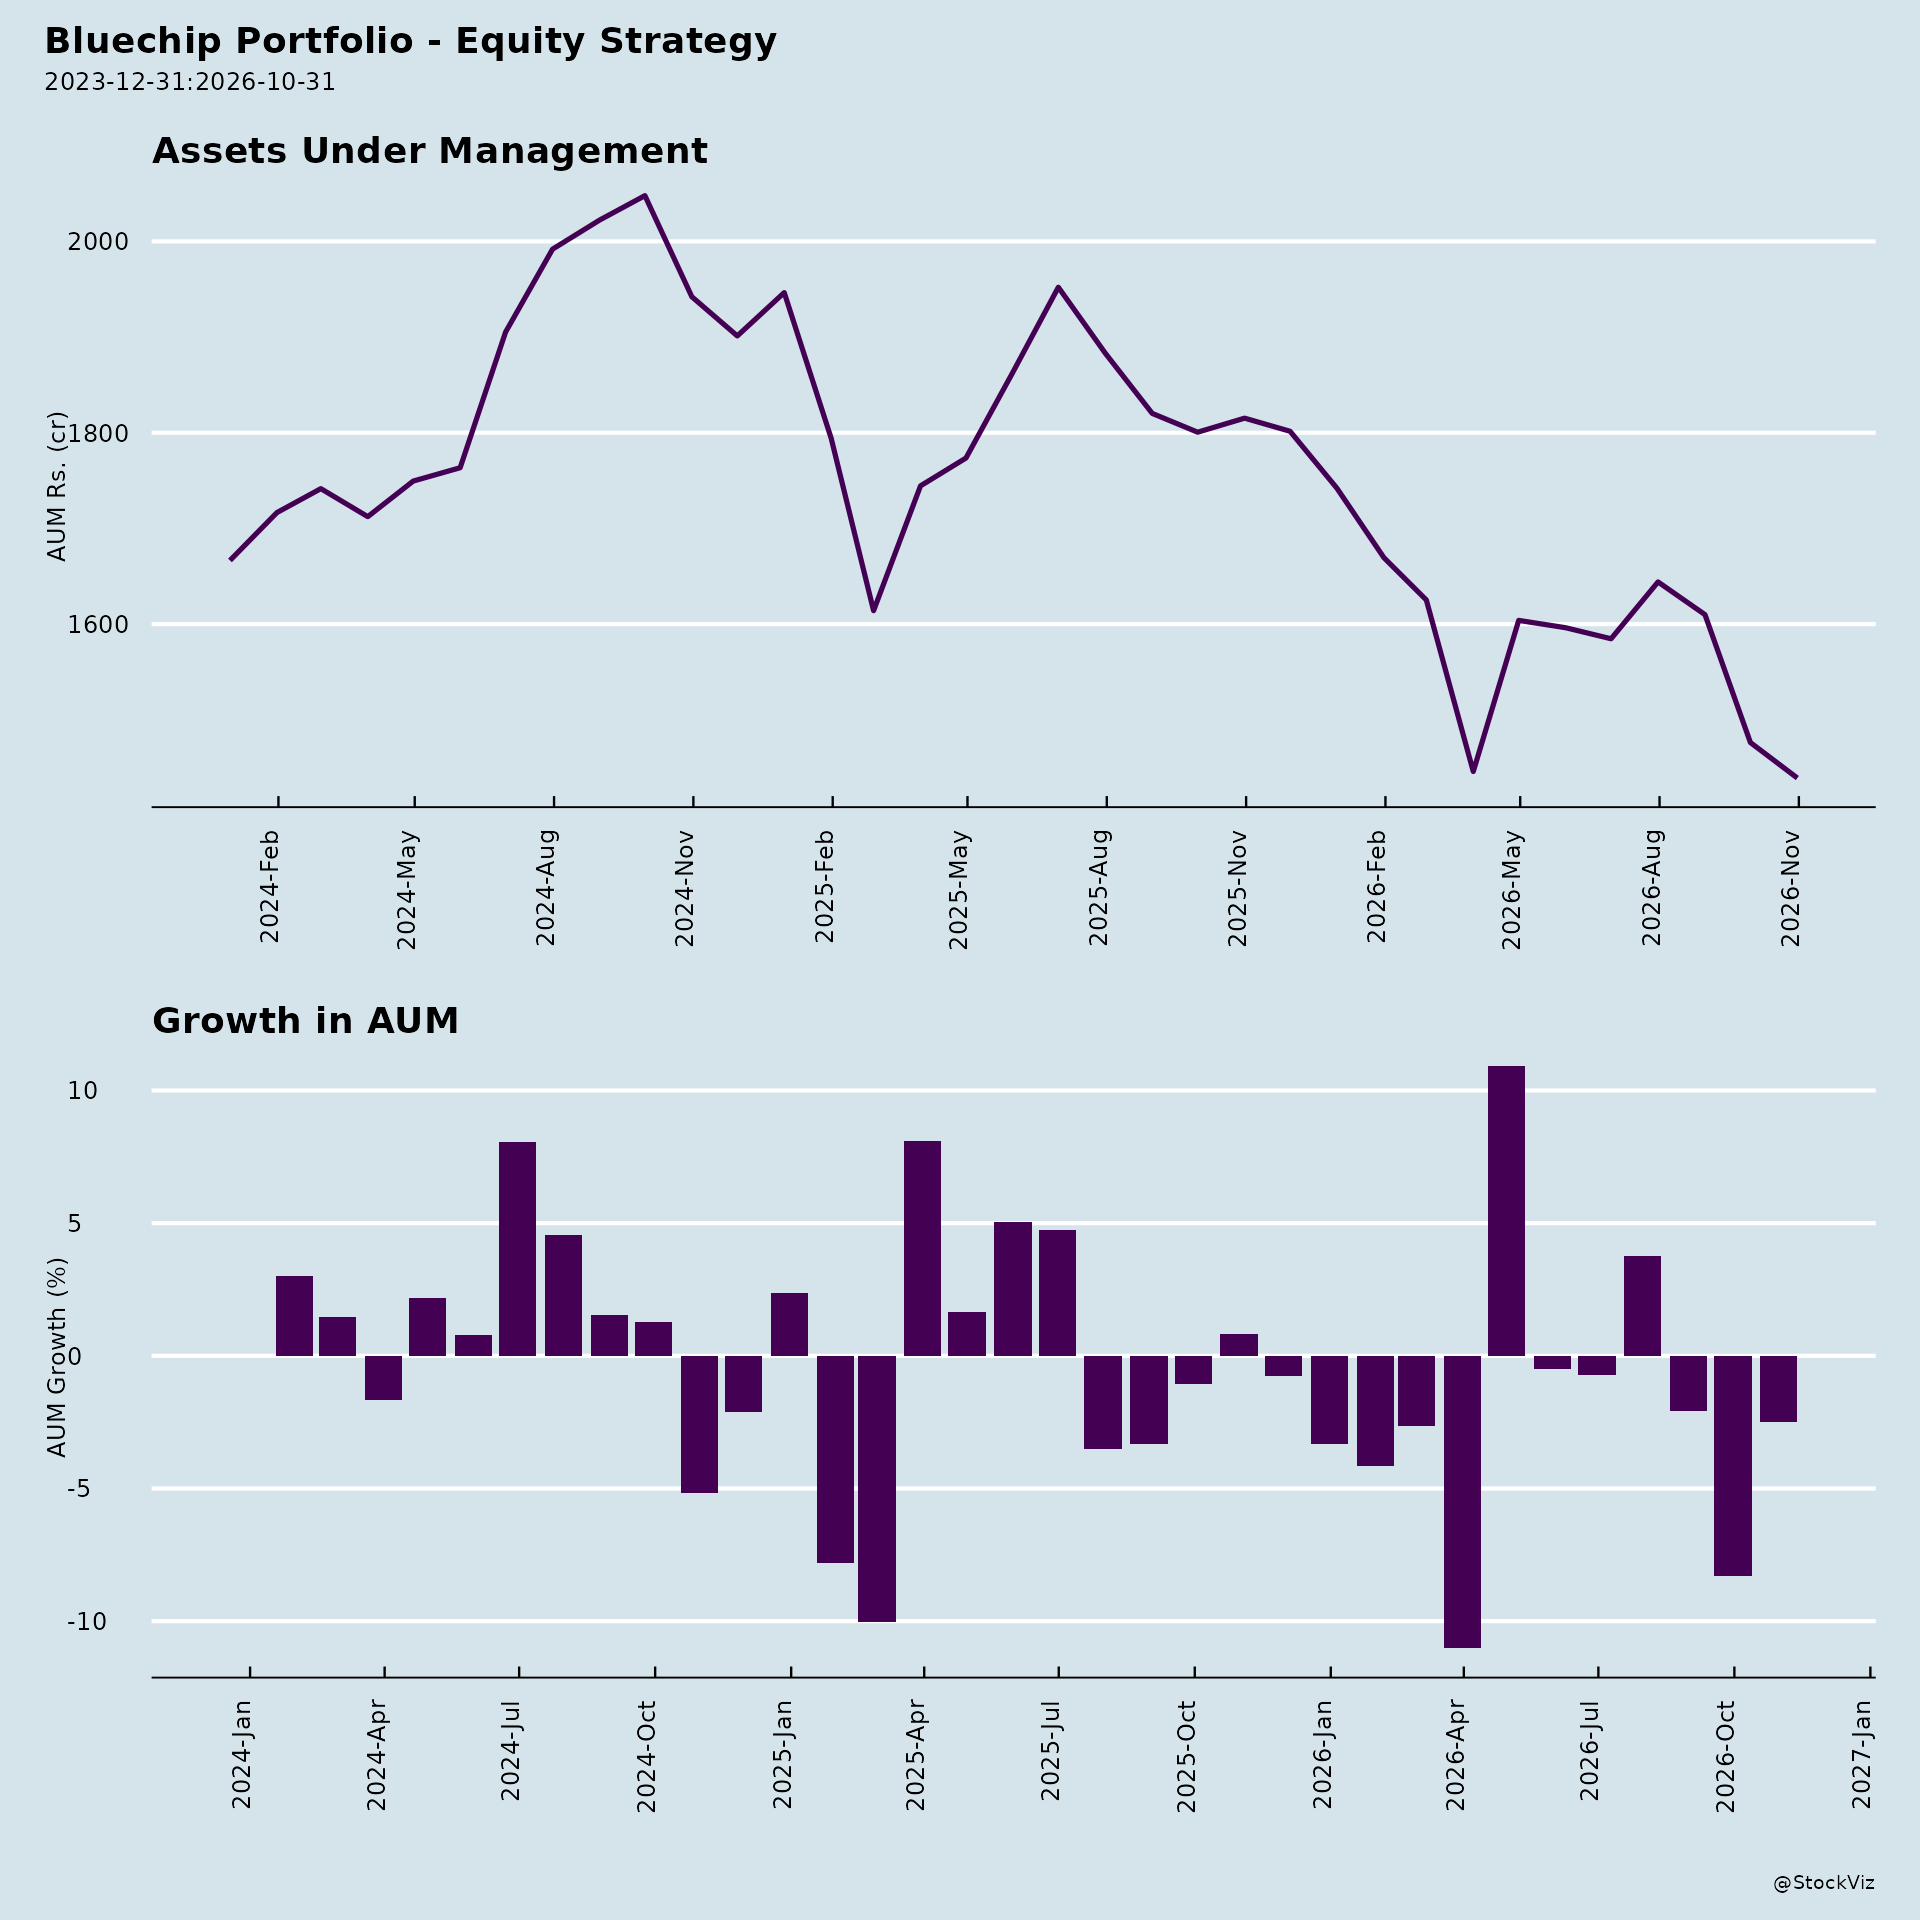 Bluechip Portfolio - Equity Strategy
2023-12-31:2026-10-31
Assets Under Management
AUM Rs. (cr)
2000
1800
1600
2024-Feb
2024-May
2024-Aug
2024-Nov
2025-Feb
2025-May
2025-Aug
2025-Nov
2026-Feb
2026-May
2026-Aug
2026-Nov
Growth in AUM
AUM Growth (%)
10
5
0
-5
-10
2024-Jan
2024-Apr
2024-Jul
2024-Oct
2025-Jan
2025-Apr
2025-Jul
2025-Oct
2026-Jan
2026-Apr
2026-Jul
2026-Oct
2027-Jan
@StockViz